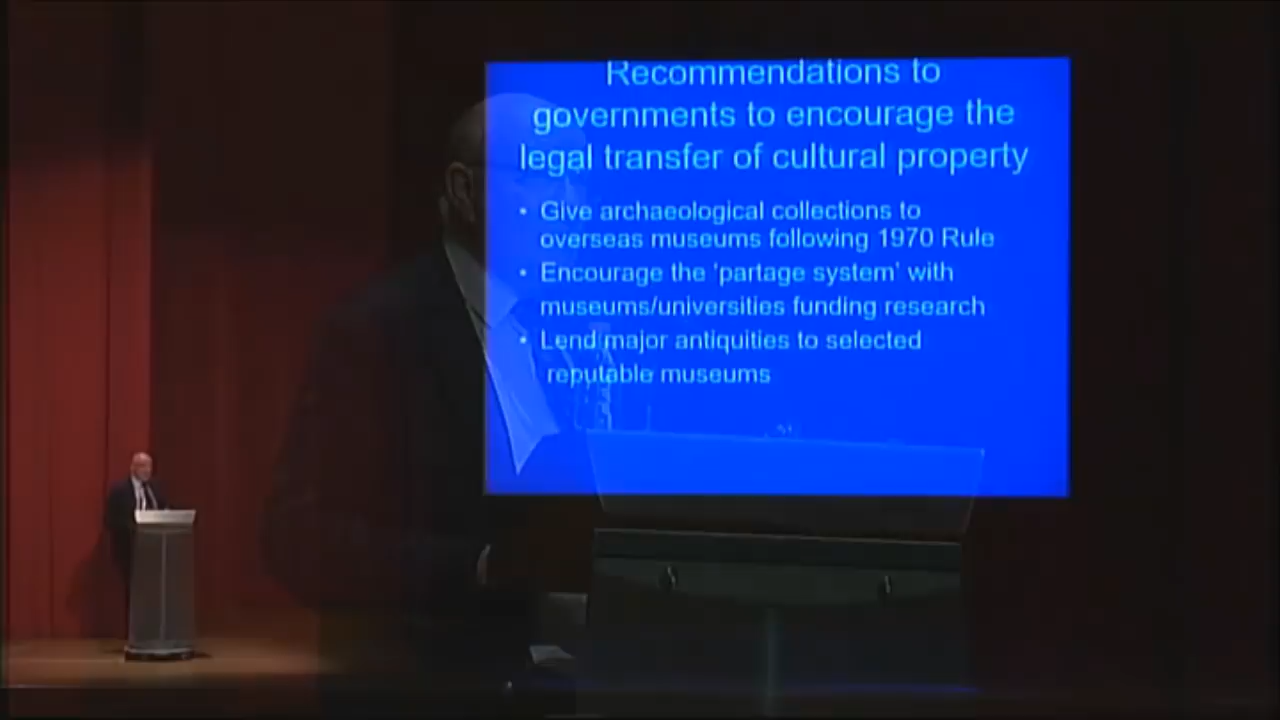 Recommendations to
governments to encourage the
legal transfer of cultural property
• Give archaeological collections to
overseas museums following 1970 Rule
• Encourage the ‘partage system’ with
museums/universities funding research
• Lend major antiquities to selected
reputable museums